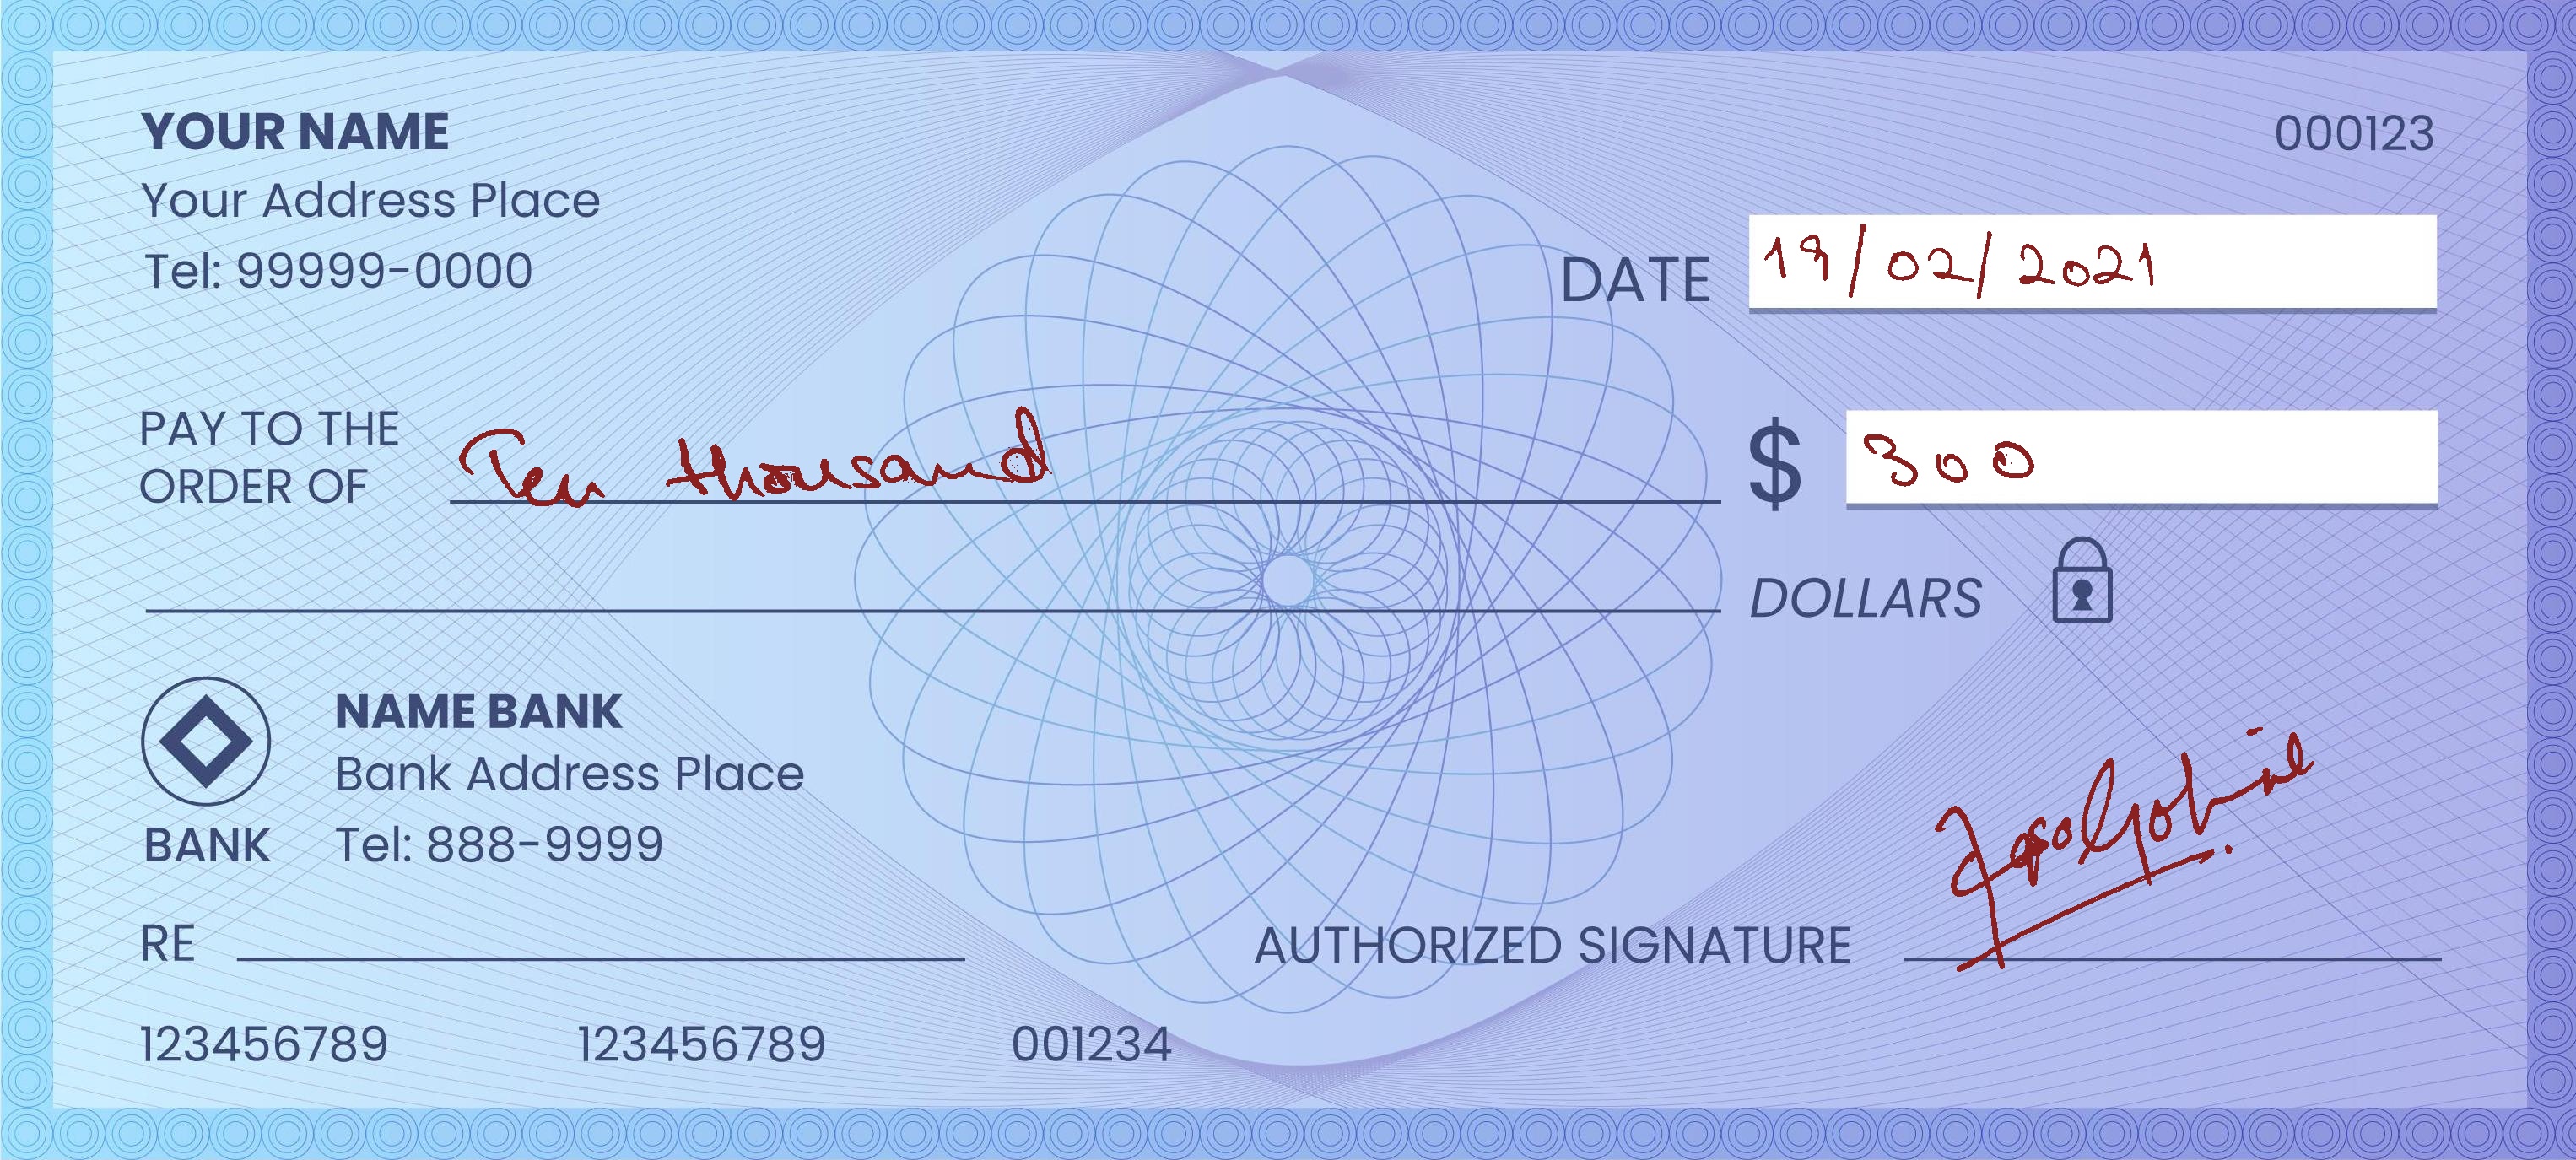 YOUR NAME
000123
Your Address Place
Tel: 99999-0000
DATE 19/02/2021
PAY TO THE
ORDER OF Ten thousand $ 300
DOLLARS
NAME BANK
Bank Address Place
BANK Tel: 888-9999
RE
AUTHORIZED SIGNATURE
123456789 123456789 001234